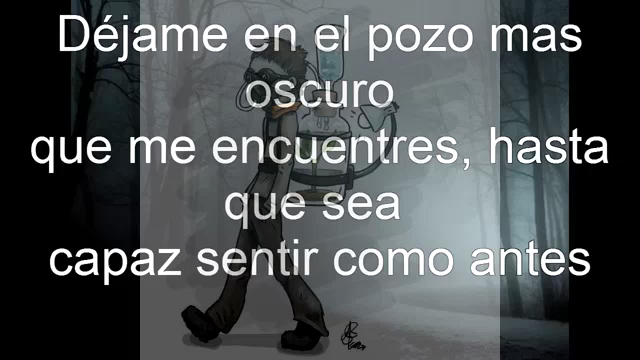 Déjame en el pozo mas
oscuro
que me encuentres, hasta
que sea
capaz sentir como antes